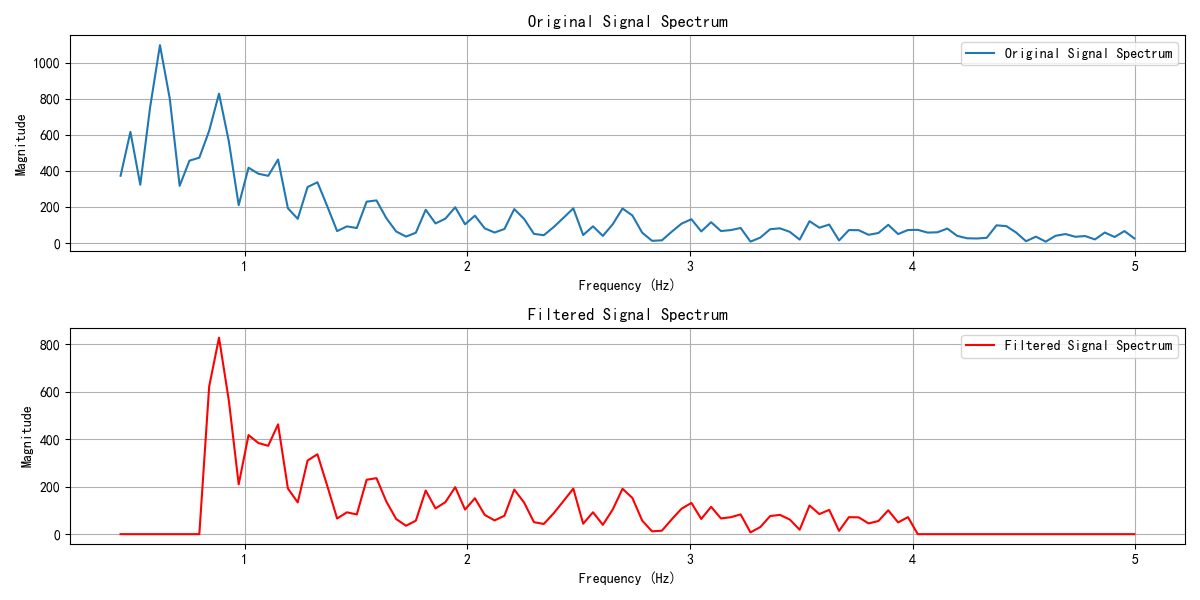 Original Signal Spectrum
Original Signal Spectrum
1000
800
600
400
200
0
Magnitude
1 2 3 4 5
Frequency (Hz)
Filtered Signal Spectrum
Filtered Signal Spectrum
800
600
400
200
0
Magnitude
1 2 3 4 5
Frequency (Hz)